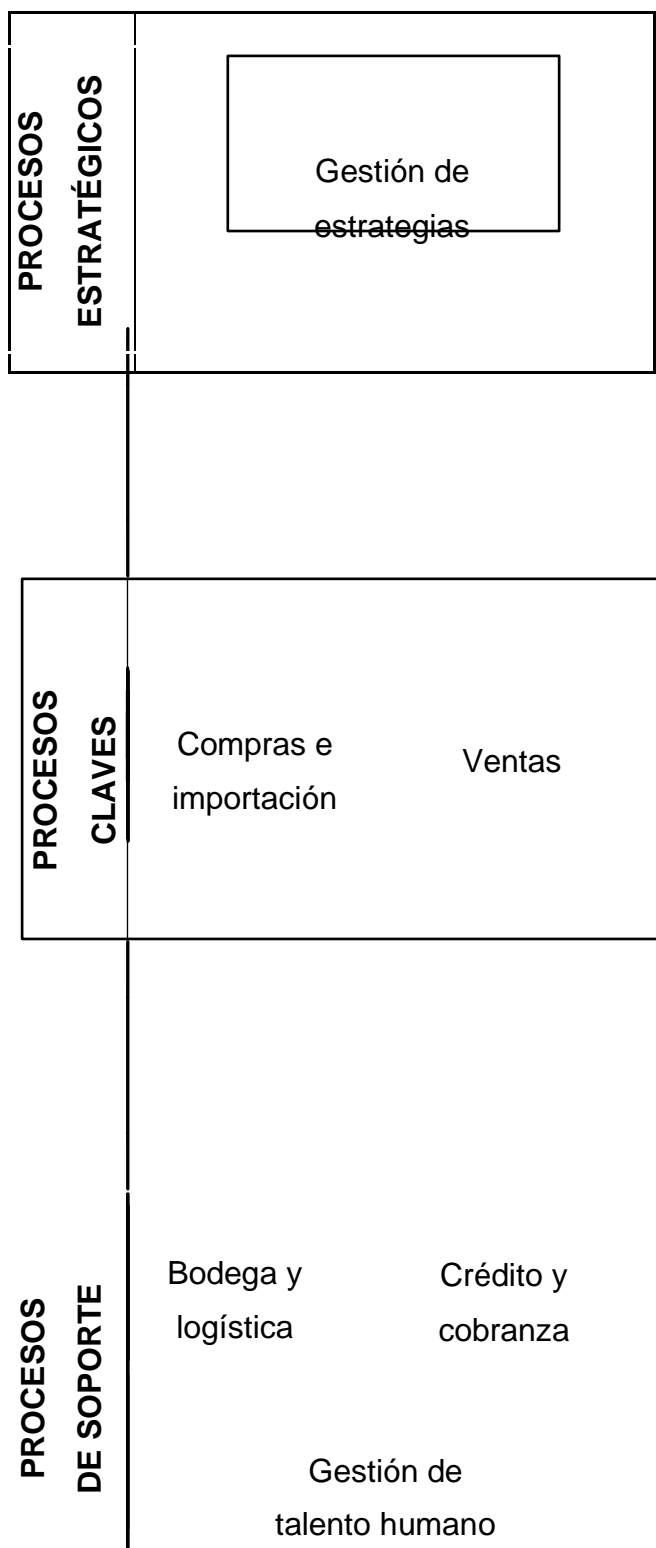 PROCESOS
ESTRATÉGICOS
Gestión de
estrategias
PROCESOS
CLAVES
Compras e
importación
Ventas
PROCESOS
DE SOPORTE
Bodega y
logística
Crédito y
cobranza
Gestión de
talento humano